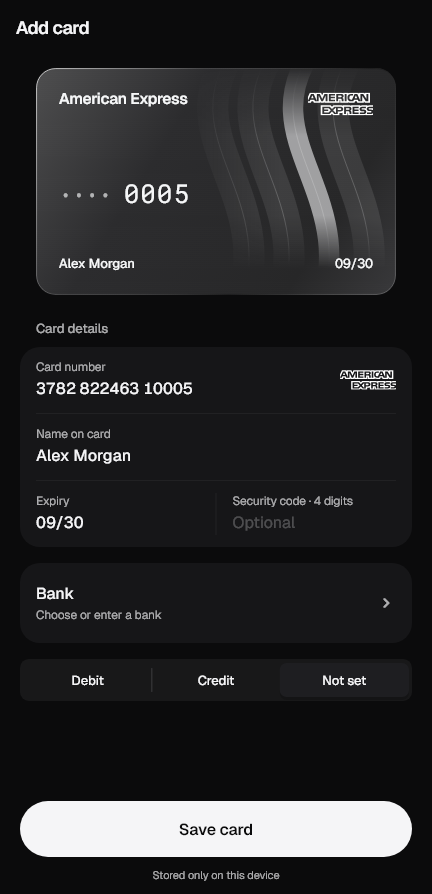 Add card
American Express
AMERICAN
EXPRESS
•••• 0005
Alex Morgan
09/30
Card details
Card number
3782 822463 10005
AMERICAN
EXPRESS
Name on card
Alex Morgan
Expiry
09/30
Security code · 4 digits
Optional
Bank
Choose or enter a bank
Debit
Credit
Not set
Save card
Stored only on this device